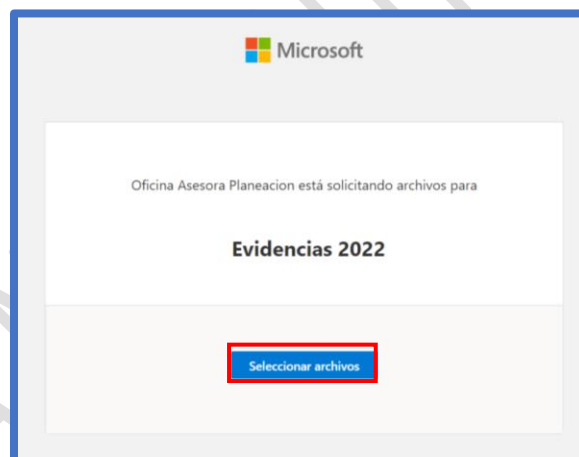 Microsoft
Oficina Asesora Planeacion está solicitando archivos para
Evidencias 2022
Seleccionar archivos